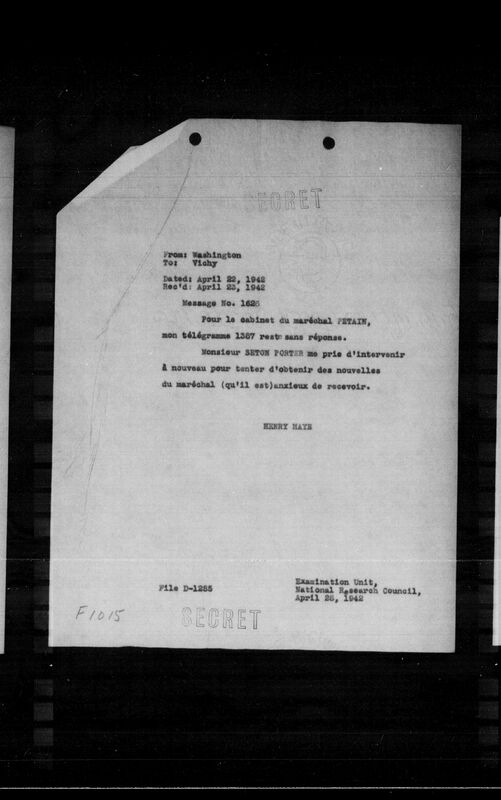 SECRET
From: Washington
To: Vichy
Dated: April 22, 1942
Rec'd: April 23, 1942
Message No. 1625
Pour le cabinet du maréchal PETAIN,
mon télégramme 1387 reste sans réponse.
Monsieur SETON PORTER me prie d'intervenir
à nouveau pour tenter d'obtenir des nouvelles
du maréchal (qu'il est)anxieux de recevoir.
HENRY HAYE
File D-1285
Examination Unit,
National Research Council,
April 28, 1942
F1015
SECRET